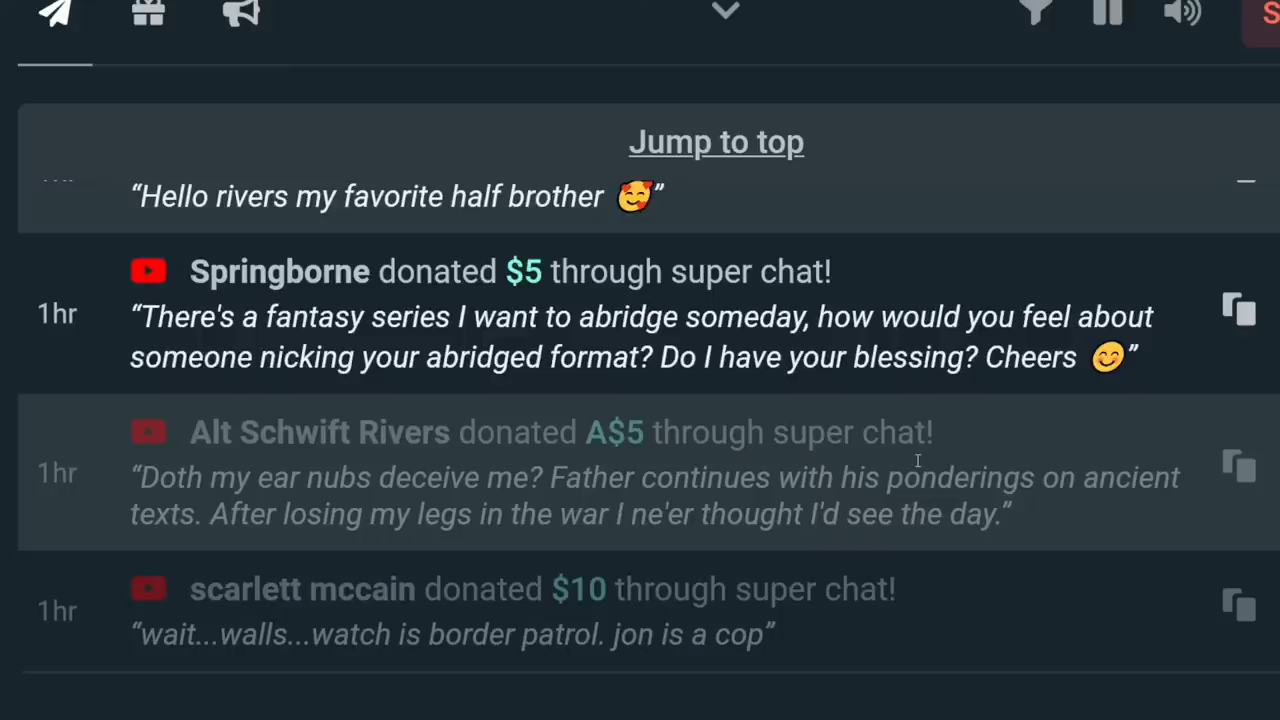 S
Jump to top
“Hello rivers my favorite half brother 🥰”
Springborne donated $5 through super chat!
1hr
“There's a fantasy series I want to abridge someday, how would you feel about
someone nicking your abridged format? Do I have your blessing? Cheers 😊”
Alt Schwift Rivers donated A$5 through super chat!
1hr
“Doth my ear nubs deceive me? Father continues with his ponderings on ancient
texts. After losing my legs in the war I ne'er thought I'd see the day.”
scarlett mccain donated $10 through super chat!
1hr
“wait...walls...watch is border patrol. jon is a cop”